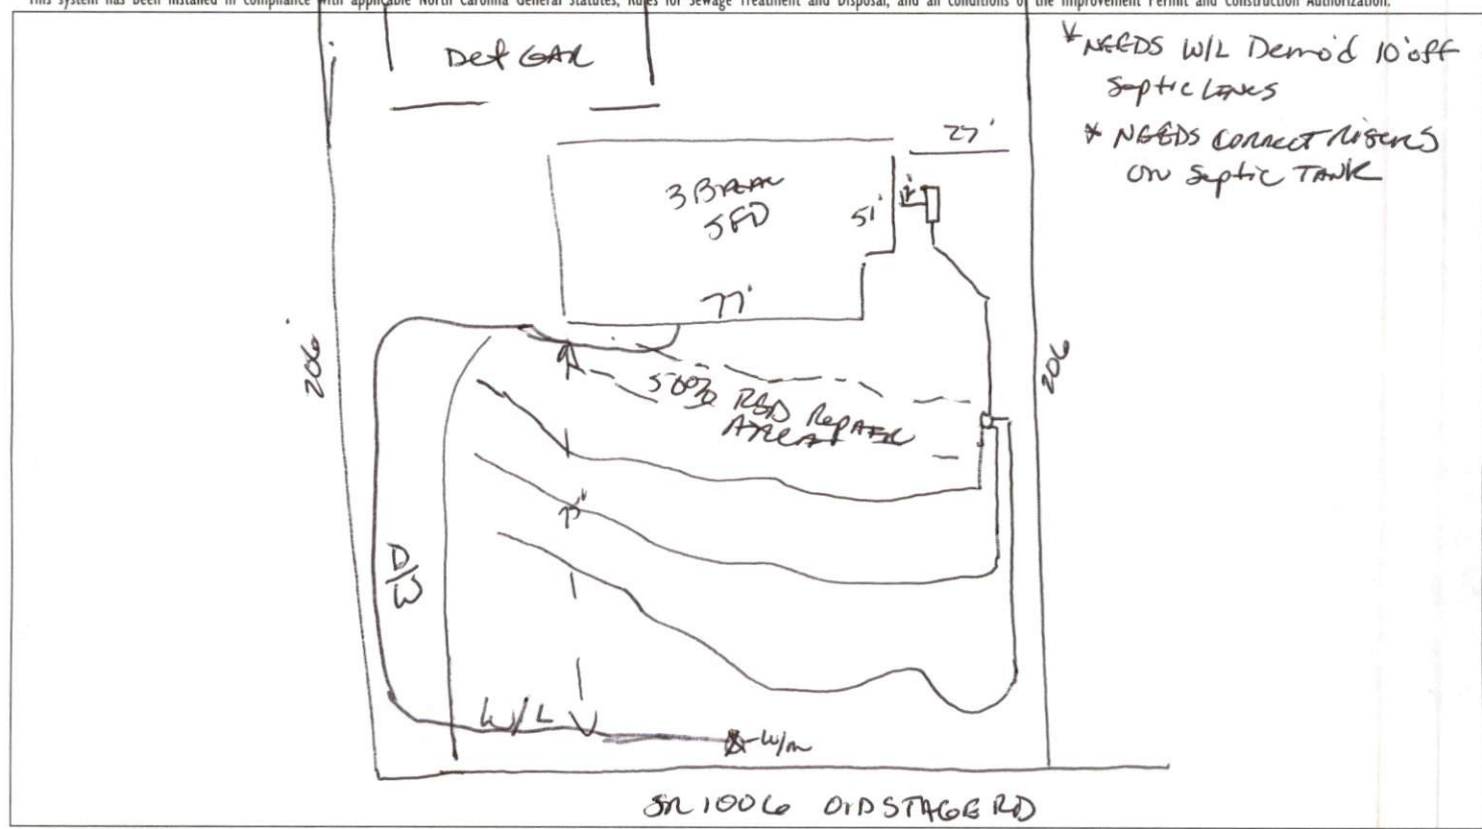 This system has been installed in compliance with applicable North Carolina General Statutes, Rules for Sewage Treatment and Disposal, and all conditions of the Improvement Permit and Construction Authorization.
Det GAR
* NEEDS W/L Demo'd 10' off
Septic Lines
* NEEDS correct risers
on Septic TANK
27'
3 Bdrm
SFD
51'
77'
206
206
50% RED Repair
Area
75'
D/W
W/L
W/m
SR 1006 OLD STAGE RD